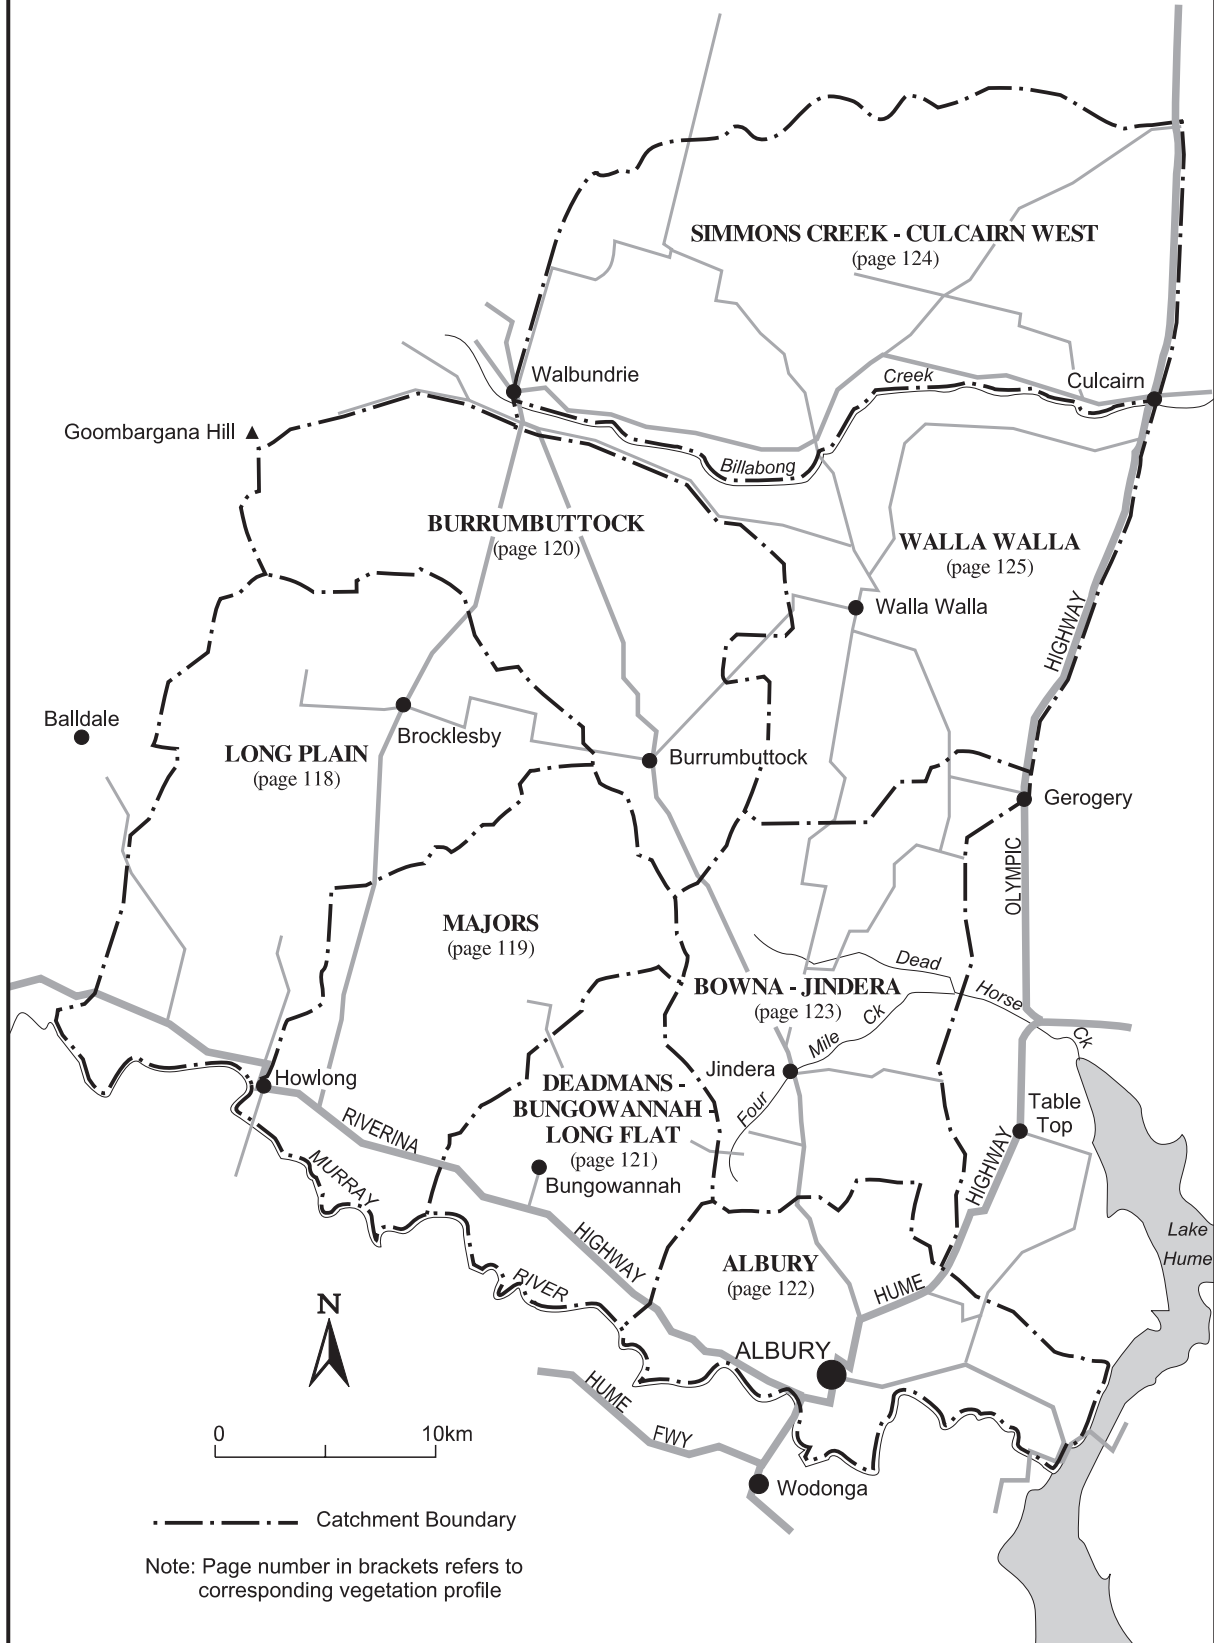 SIMMONS CREEK - CULCAIRN WEST
(page 124)
Walbundrie
Creek
Culcairn
Goombargana Hill
Billabong
BURRUMBUTTOCK
(page 120)
WALLA WALLA
(page 125)
Walla Walla
HIGHWAY
Balldale
Brocklesby
LONG PLAIN
(page 118)
Burrumbuttock
Gerogery
OLYMPIC
MAJORS
(page 119)
Dead
Horse
Ck
BOWNA - JINDERA
(page 123)
Mile
Ck
Four
Jindera
Howlong
DEADMANS -
BUNGOWANNAH -
LONG FLAT
(page 121)
Bungowannah
Table
Top
RIVERINA
HIGHWAY
MURRAY
RIVER
HIGHWAY
HUME
Lake
Hume
ALBURY
(page 122)
N
ALBURY
HUME
FWY
Wodonga
0
10km
Catchment Boundary
Note: Page number in brackets refers to
corresponding vegetation profile